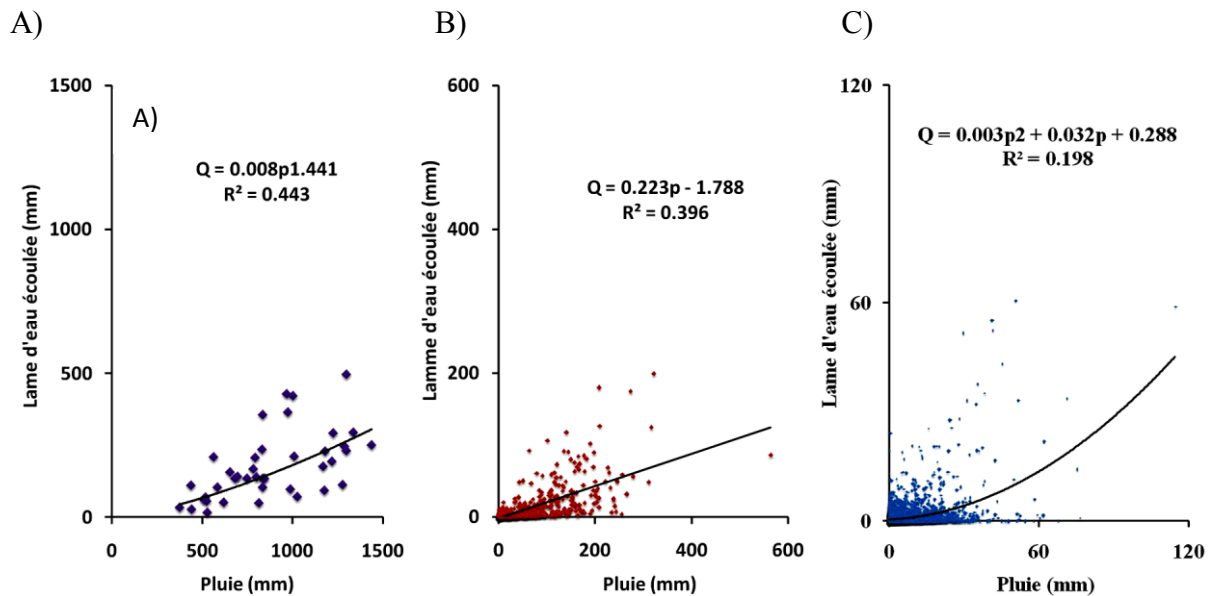 A)
B)
C)
1500
1000
500
0
0
500
1000
1500
Lame d'eau écoulée (mm)
Pluie (mm)
A)
Q = 0.008p1.441
R² = 0.443
600
400
200
0
0
200
400
600
Lamme d'eau écoulée (mm)
Pluie (mm)
Q = 0.223p - 1.788
R² = 0.396
120
60
0
0
60
120
Lame d'eau écoulée (mm)
Pluie (mm)
Q = 0.003p2 + 0.032p + 0.288
R² = 0.198